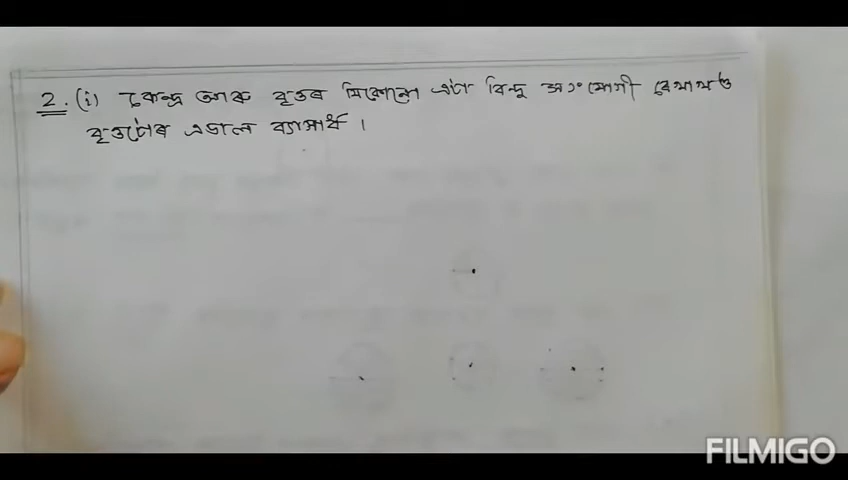 2. (i) কেন্দ্ৰ আৰু বৃত্তৰ যিকোনো এটা বিন্দু সংযোগী ৰেখাখণ্ড
বৃত্তটোৰ এডাল ব্যাসাৰ্ধ ।
FILMIGO